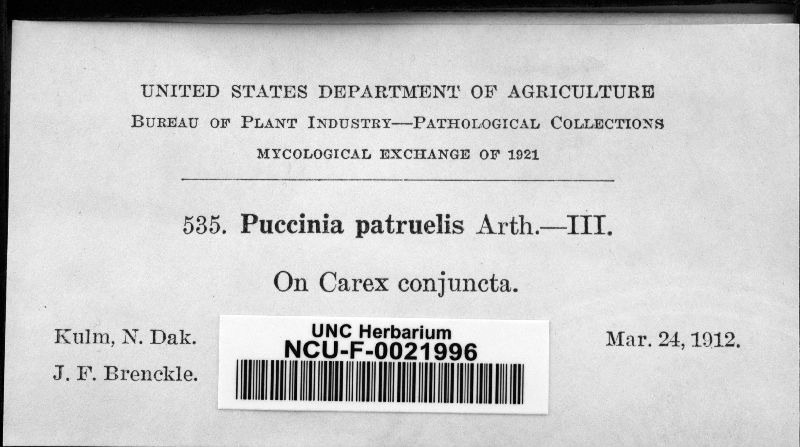 UNITED STATES DEPARTMENT OF AGRICULTURE
BUREAU OF PLANT INDUSTRY—PATHOLOGICAL COLLECTIONS
MYCOLOGICAL EXCHANGE OF 1921
535. Puccinia patruelis Arth.—III.
On Carex conjuncta.
Kulm, N. Dak.
Mar. 24, 1912.
J. F. Brenckle.
UNC Herbarium
NCU-F-0021996